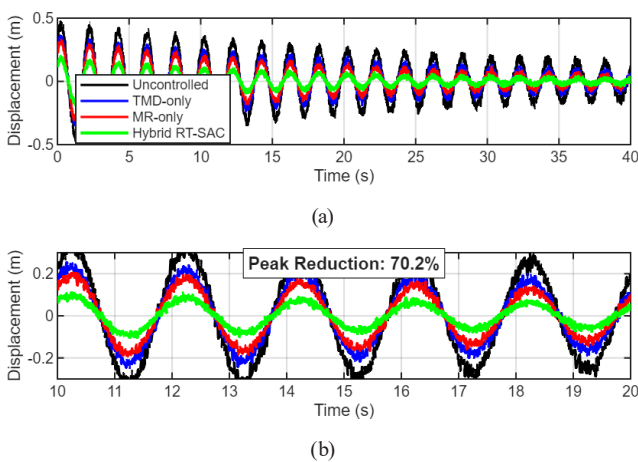 Displacement (m)
0.5
0
-0.5
Uncontrolled
TMD-only
MR-only
Hybrid RT-SAC
0 5 10 15 20 25 30 35 40
Time (s)
(a)
Displacement (m)
0.2
0
-0.2
Peak Reduction: 70.2%
10 11 12 13 14 15 16 17 18 19 20
Time (s)
(b)